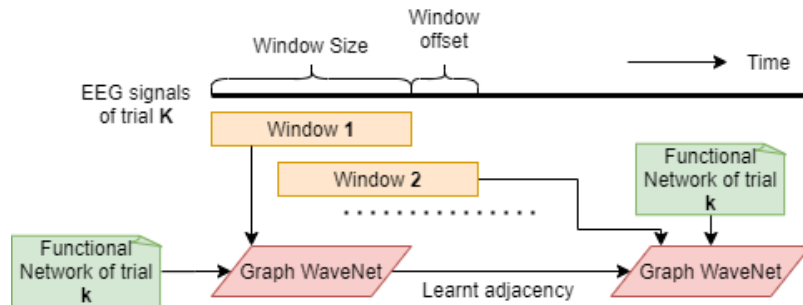 Window Size
Window
offset
Time
EEG signals
of trial K
Window 1
Window 2
Functional
Network of trial
k
Functional
Network of trial
k
Graph WaveNet
Learnt adjacency
Graph WaveNet